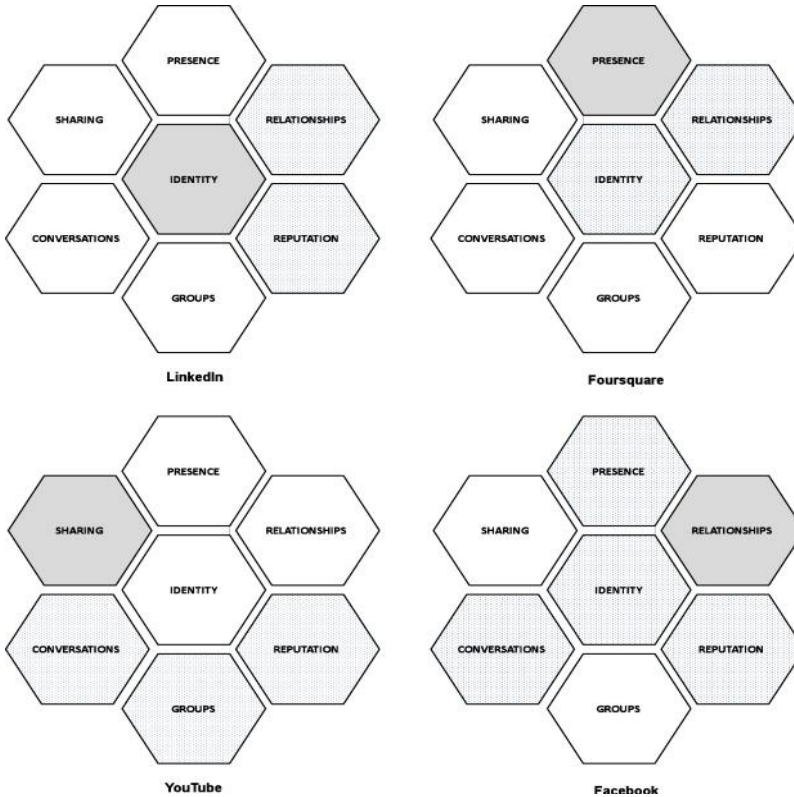 PRESENCE
SHARING
RELATIONSHIPS
IDENTITY
CONVERSATIONS
REPUTATION
GROUPS
LinkedIn
PRESENCE
SHARING
RELATIONSHIPS
IDENTITY
CONVERSATIONS
REPUTATION
GROUPS
Foursquare
PRESENCE
SHARING
RELATIONSHIPS
IDENTITY
CONVERSATIONS
REPUTATION
GROUPS
YouTube
PRESENCE
SHARING
RELATIONSHIPS
IDENTITY
CONVERSATIONS
REPUTATION
GROUPS
Facebook